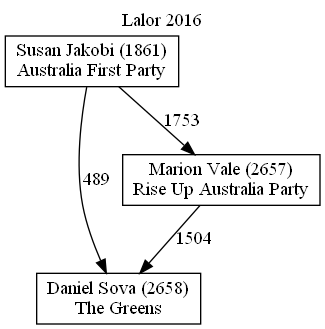 Lalor 2016
Susan Jakobi (1861)
Australia First Party
1753
Marion Vale (2657)
Rise Up Australia Party
489
1504
Daniel Sova (2658)
The Greens